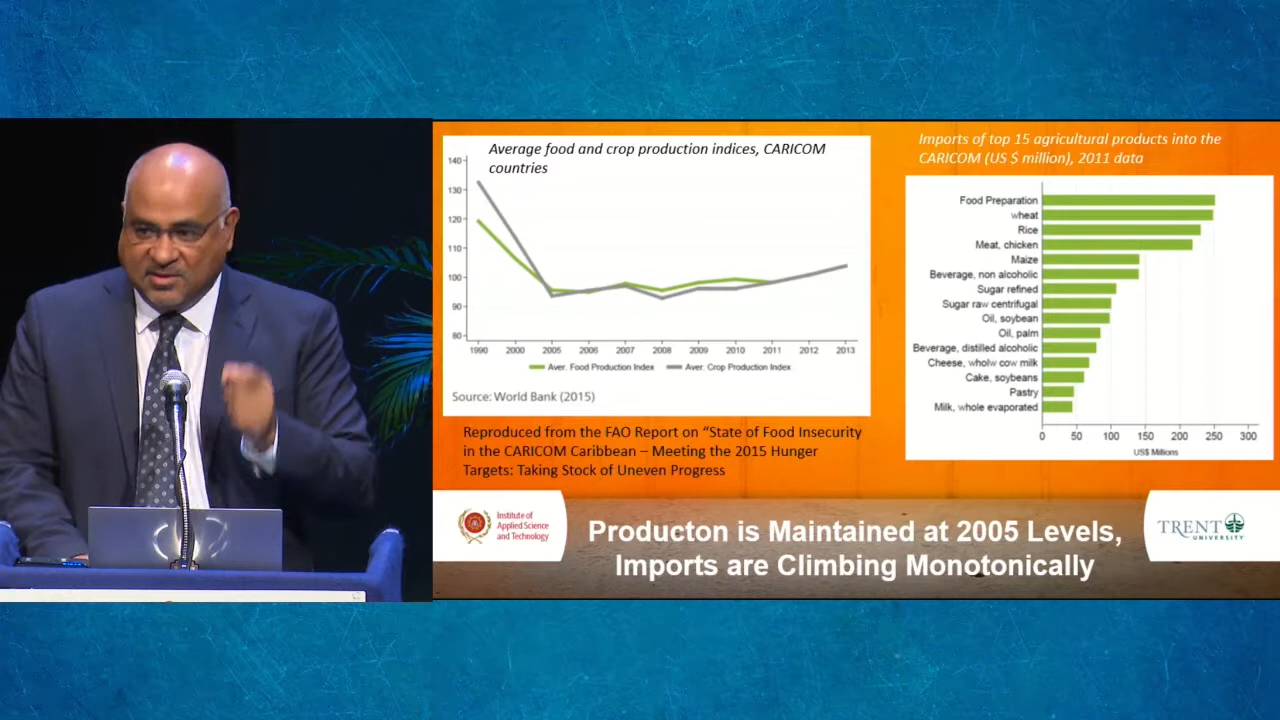 Average food and crop production indices, CARICOM
countries
140
130
120
110
100
90
80
1990 2000 2005 2006 2007 2008 2009 2010 2011 2012 2013
Aver. Food Production Index Aver. Crop Production Index
Source: World Bank (2015)
Reproduced from the FAO Report on “State of Food Insecurity
in the CARICOM Caribbean – Meeting the 2015 Hunger
Targets: Taking Stock of Uneven Progress
Imports of top 15 agricultural products into the
CARICOM (US $ million), 2011 data
Food Preparation
wheat
Rice
Meat, chicken
Maize
Beverage, non alcoholic
Sugar refined
Sugar raw centrifugal
Oil, soybean
Oil, palm
Beverage, distilled alcoholic
Cheese, wholw cow milk
Cake, soybeans
Pastry
Milk, whole evaporated
0 50 100 150 200 250 300
US$ Millions
Institute of
Applied Science
and Technology
Producton is Maintained at 2005 Levels,
Imports are Climbing Monotonically
TRENT
UNIVERSITY